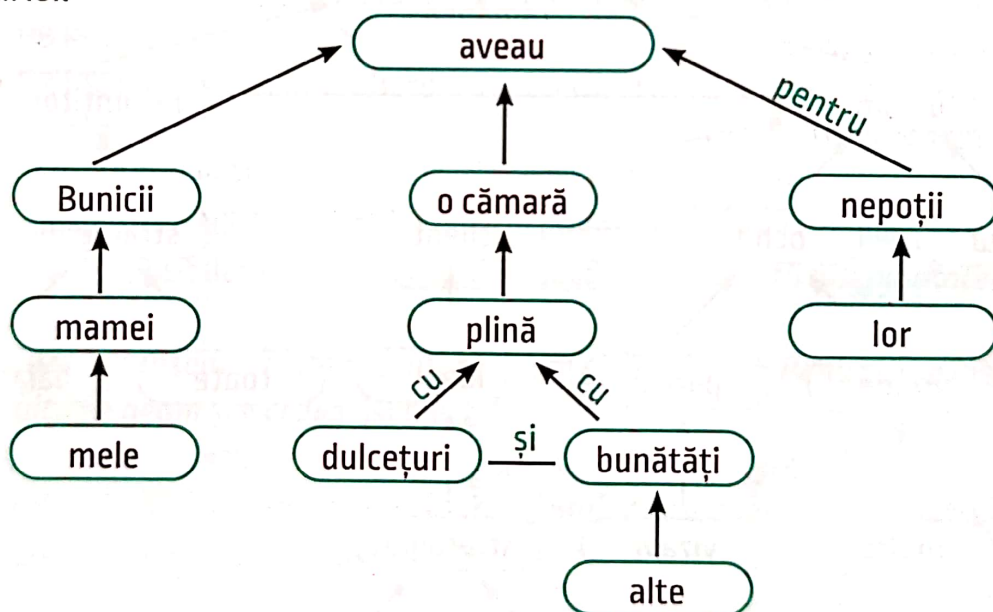 aveau
pentru
Bunicii
o cămară
nepoții
mamei
plină
lor
cu
cu
mele
dulcețuri
și
bunătăți
alte